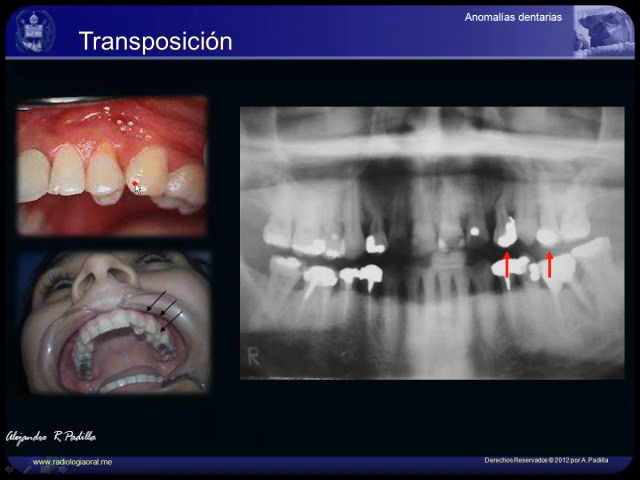 Anomalías dentarias
Transposición
R
Alejandro R Padilla
www.radiologiaoral.me
Derechos Reservados © 2012 por A. Padilla